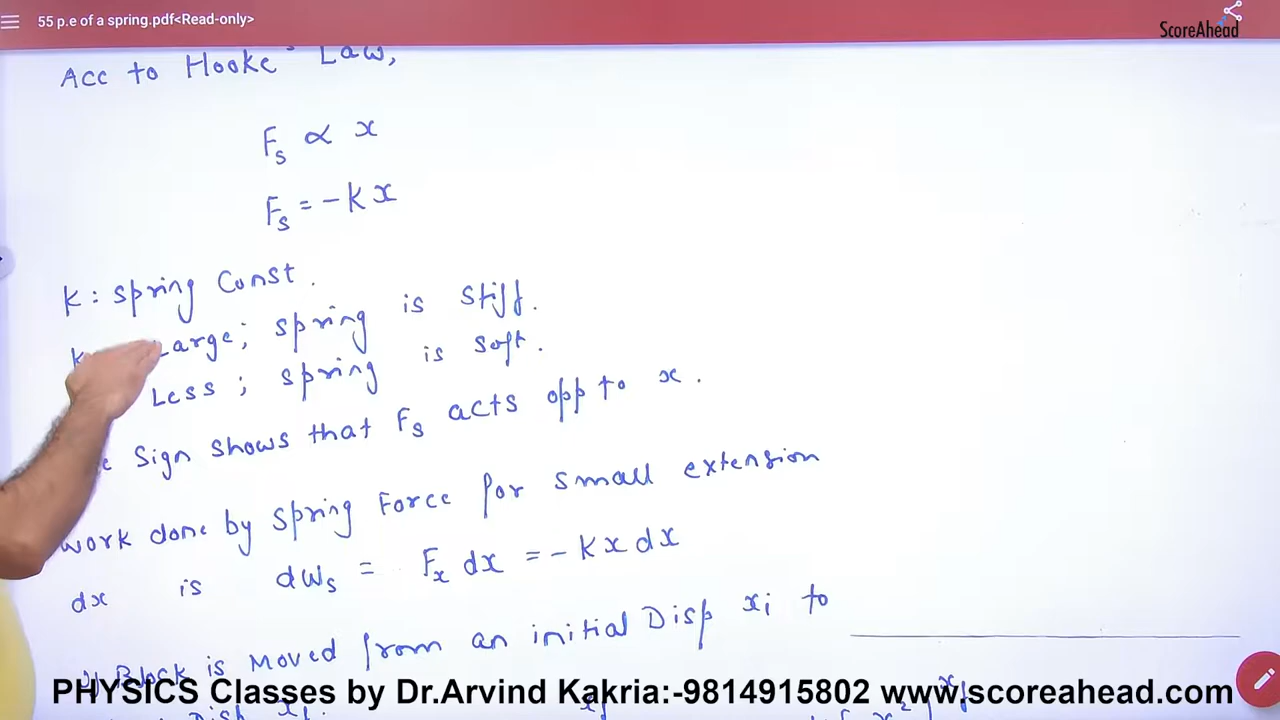 55 p.e of a spring.pdf<Read-only>
ScoreAhead
Acc to Hooke' Law,
Fs ∝ x
Fs = - K x
K : spring Const.
K Large; spring is stiff.
Less ; spring is soft.
e Sign shows that Fs acts opp to x.
work done by spring Force for small extension
dx is dWs = Fx dx = - K x dx
Block is Moved from an initial Disp xi to
Disp xf.
PHYSICS Classes by Dr.Arvind Kakria:-9814915802 www.scoreahead.com